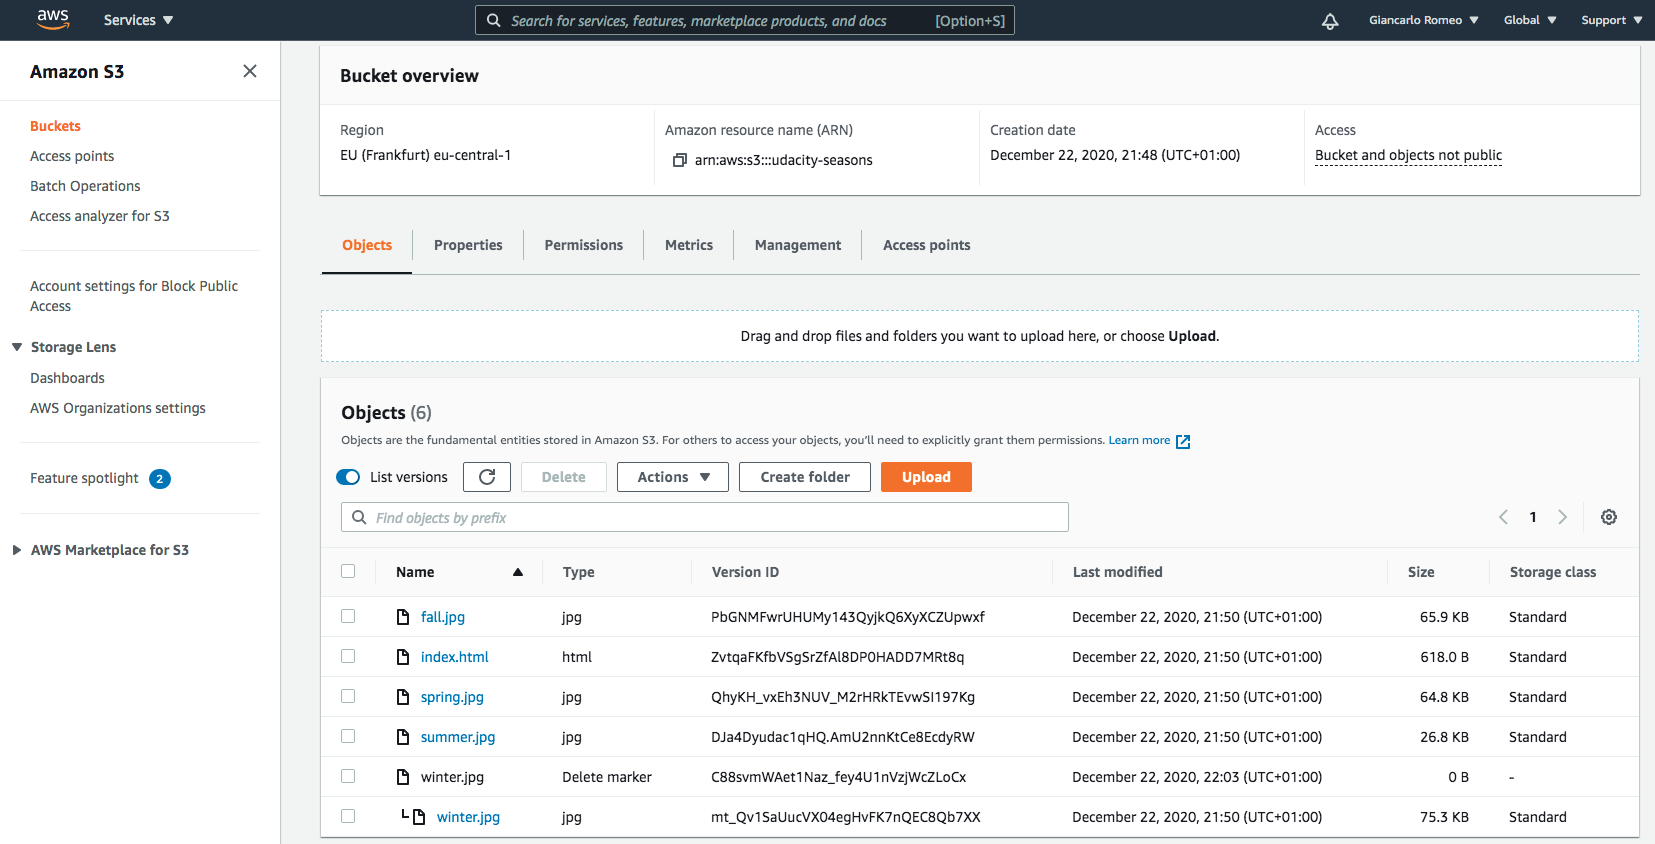 aws
Services
Search for services, features, marketplace products, and docs
[Option+S]
Giancarlo Romeo
Global
Support
Amazon S3
Buckets
Access points
Batch Operations
Access analyzer for S3
Account settings for Block Public
Access
Storage Lens
Dashboards
AWS Organizations settings
Feature spotlight 2
AWS Marketplace for S3
Bucket overview
Region
EU (Frankfurt) eu-central-1
Amazon resource name (ARN)
arn:aws:s3:::udacity-seasons
Creation date
December 22, 2020, 21:48 (UTC+01:00)
Access
Bucket and objects not public
Objects Properties Permissions Metrics Management Access points
Drag and drop files and folders you want to upload here, or choose Upload.
Objects (6)
Objects are the fundamental entities stored in Amazon S3. For others to access your objects, you'll need to explicitly grant them permissions. Learn more
List versions Delete Actions Create folder Upload
Find objects by prefix
1
Name Type Version ID Last modified Size Storage class
fall.jpg jpg PbGNMFwrUHUMy143QyjkQ6XyXCZUpwxf December 22, 2020, 21:50 (UTC+01:00) 65.9 KB Standard
index.html html ZvtqaFKfbVSgSrZfAl8DP0HADD7MRt8q December 22, 2020, 21:50 (UTC+01:00) 618.0 B Standard
spring.jpg jpg QhyKH_vxEh3NUV_M2rHRkTEvwSI197Kg December 22, 2020, 21:50 (UTC+01:00) 64.8 KB Standard
summer.jpg jpg DJa4Dyudac1qHQ.AmU2nnKtCe8EcdyRW December 22, 2020, 21:50 (UTC+01:00) 26.8 KB Standard
winter.jpg Delete marker C88svmWAet1Naz_fey4U1nVzjWcZLoCx December 22, 2020, 22:03 (UTC+01:00) 0 B -
winter.jpg jpg mt_Qv1SaUucVX04egHvFK7nQEC8Qb7XX December 22, 2020, 21:50 (UTC+01:00) 75.3 KB Standard